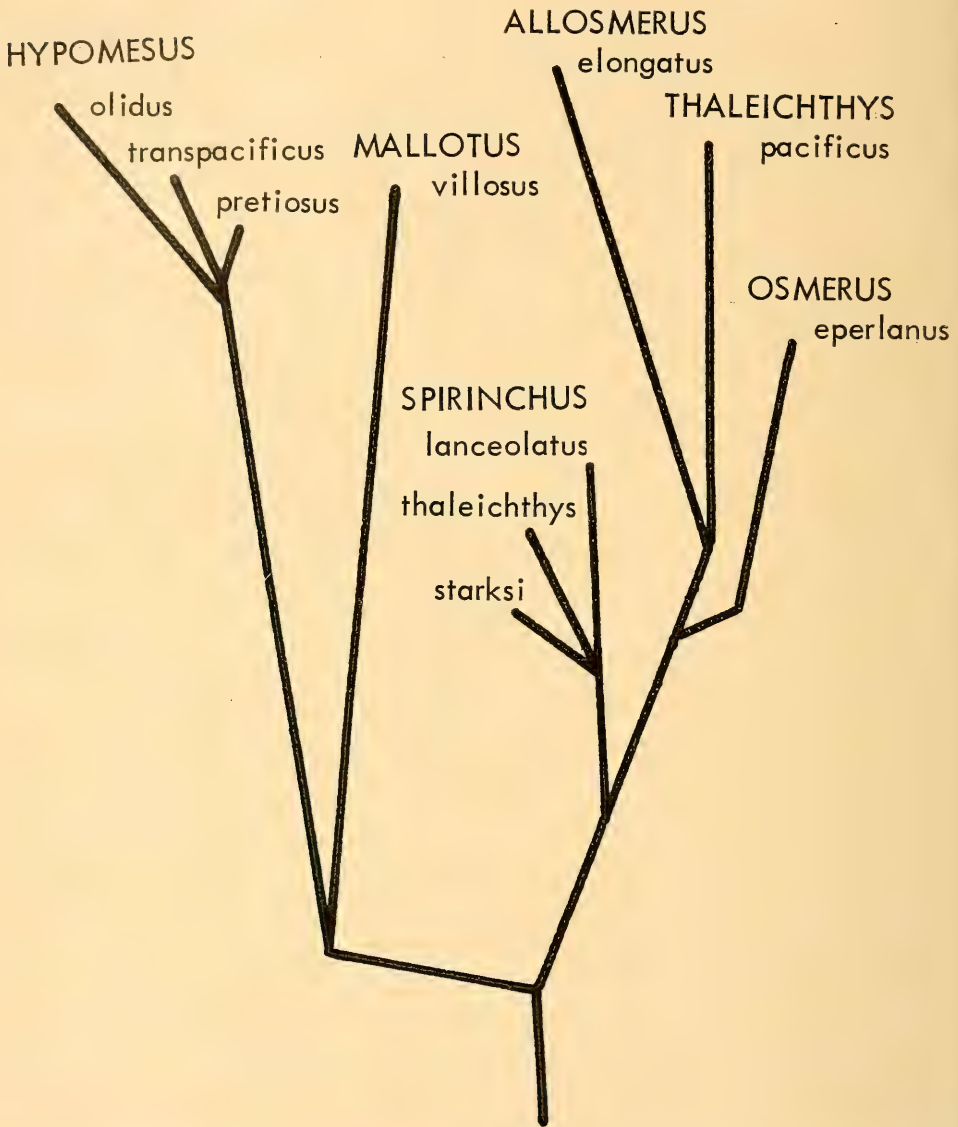 HYPOMESUS
olidus
transpacificus
pretiosus
MALLOTUS
villosus
ALLOSMERUS
elongatus
THALEICHTHYS
pacificus
OSMERUS
eperlanus
SPIRINCHUS
lanceolatus
thaleichthys
starksi